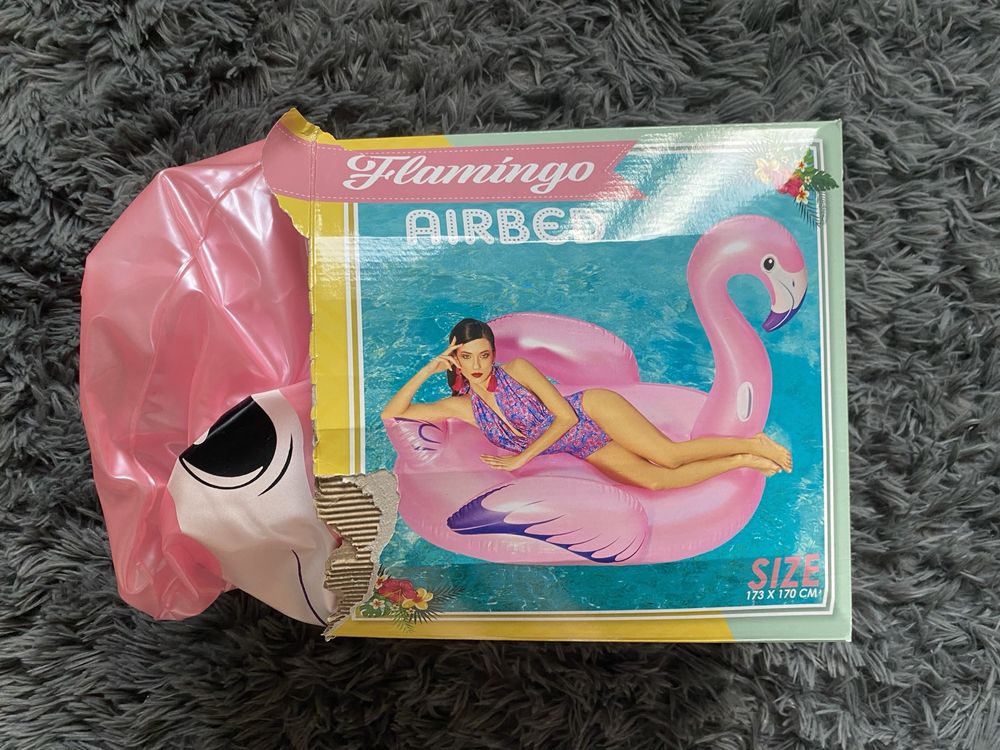 Flamingo
AIRBED
SIZE
173 X 170 CM